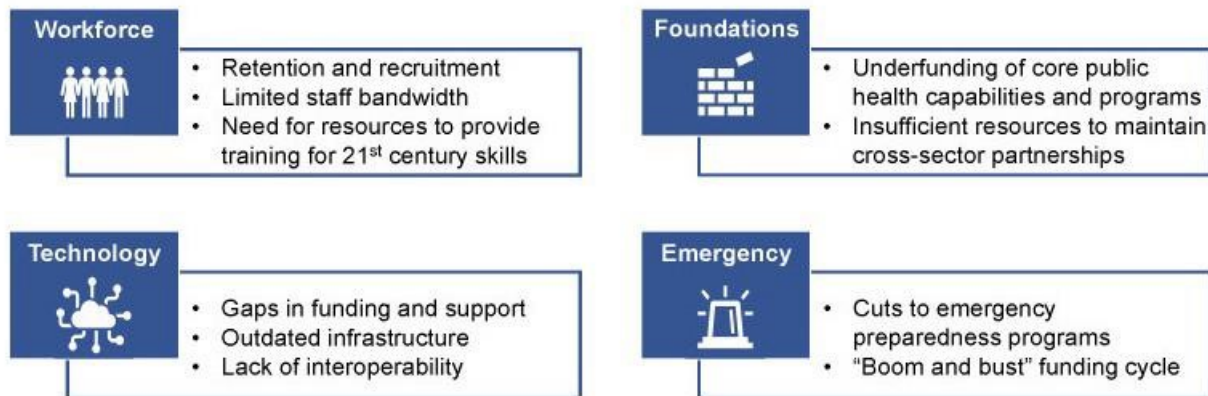 Workforce
• Retention and recruitment
• Limited staff bandwidth
• Need for resources to provide
training for 21st century skills
Foundations
• Underfunding of core public
health capabilities and programs
• Insufficient resources to maintain
cross-sector partnerships
Technology
• Gaps in funding and support
• Outdated infrastructure
• Lack of interoperability
Emergency
• Cuts to emergency
preparedness programs
• “Boom and bust” funding cycle